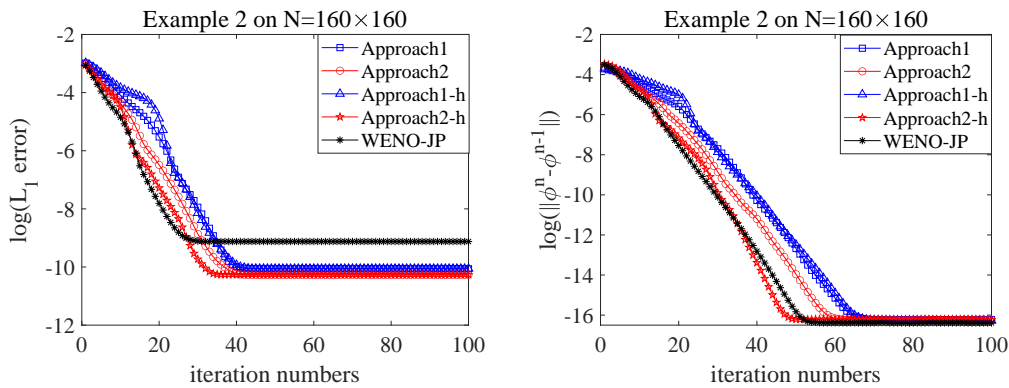 Example 2 on N=160×160
log(L1 error)
-2
-4
-6
-8
-10
-12
0
20
40
60
80
100
iteration numbers
Approach1
Approach2
Approach1-h
Approach2-h
WENO-JP
Example 2 on N=160×160
log(||ϕn-ϕn-1||)
-2
-4
-6
-8
-10
-12
-14
-16
0
20
40
60
80
100
iteration numbers
Approach1
Approach2
Approach1-h
Approach2-h
WENO-JP